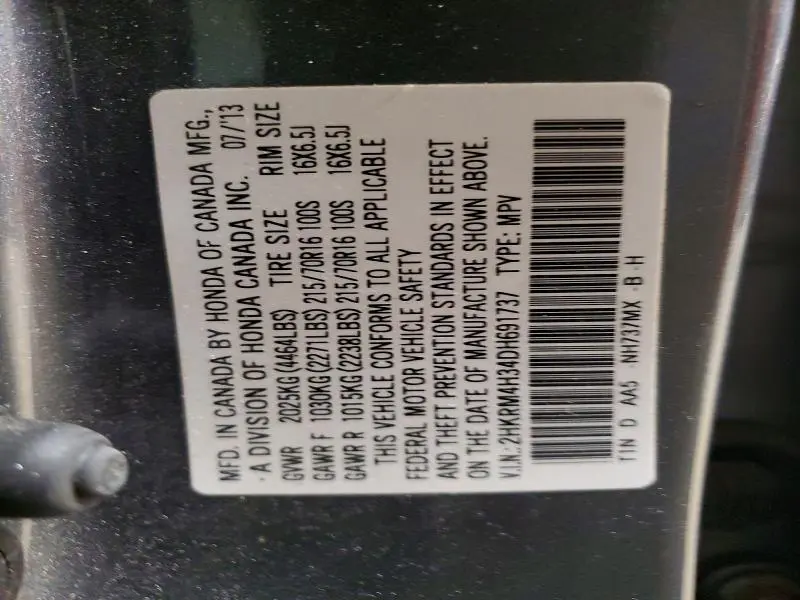 MFD. IN CANADA BY HONDA OF CANADA MFG.,
- A DIVISION OF HONDA CANADA INC. 07/13
GVWR 2025KG(4464LBS) TIRE SIZE RIM SIZE
GAWR F 1030KG(2271LBS) 215/70R16 100S 16X6.5J
GAWR R 1015KG(2238LBS) 215/70R16 100S 16X6.5J
THIS VEHICLE CONFORMS TO ALL APPLICABLE
FEDERAL MOTOR VEHICLE SAFETY
AND THEFT PREVENTION STANDARDS IN EFFECT
ON THE DATE OF MANUFACTURE SHOWN ABOVE.
V.I.N.:2HKRM4H34DH691737 TYPE: MPV
TIN D AA5 -NH737MX -B -H